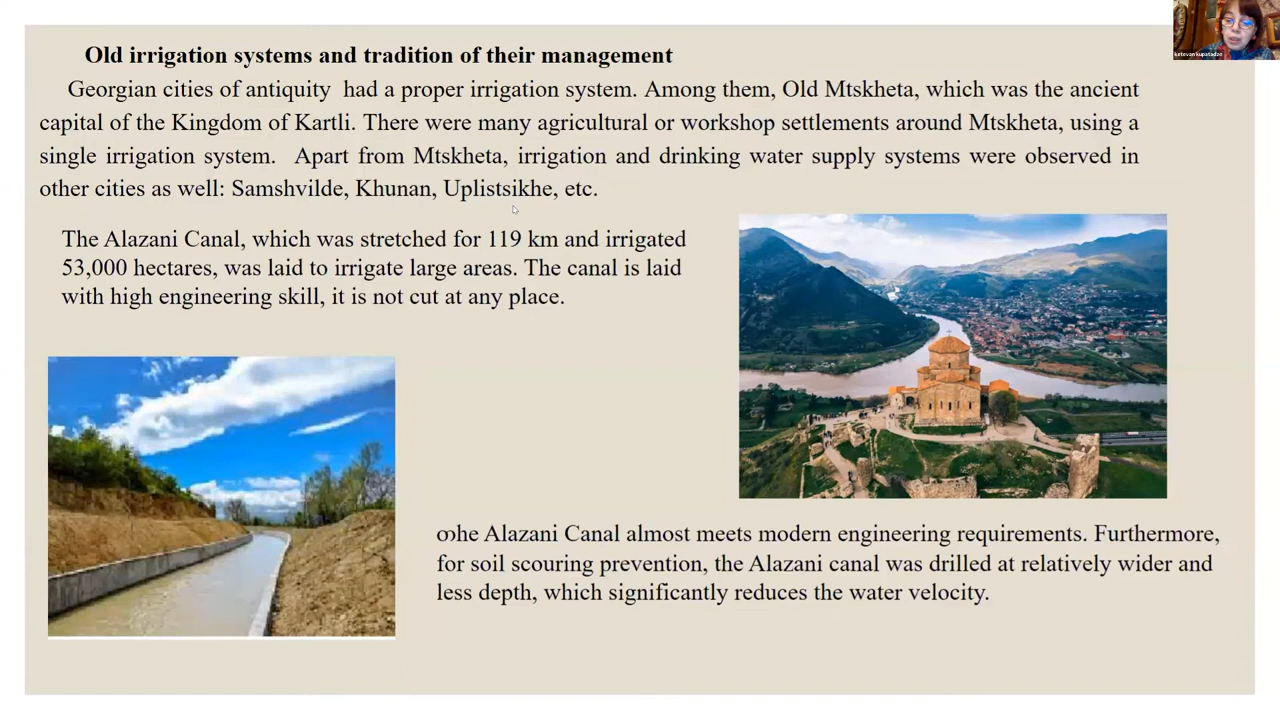 Old irrigation systems and tradition of their management
Georgian cities of antiquity had a proper irrigation system. Among them, Old Mtskheta, which was the ancient
capital of the Kingdom of Kartli. There were many agricultural or workshop settlements around Mtskheta, using a
single irrigation system. Apart from Mtskheta, irrigation and drinking water supply systems were observed in
other cities as well: Samshvilde, Khunan, Uplistsikhe, etc.
The Alazani Canal, which was stretched for 119 km and irrigated
53,000 hectares, was laid to irrigate large areas. The canal is laid
with high engineering skill, it is not cut at any place.
თhe Alazani Canal almost meets modern engineering requirements. Furthermore,
for soil scouring prevention, the Alazani canal was drilled at relatively wider and
less depth, which significantly reduces the water velocity.
ketevan kupatadze